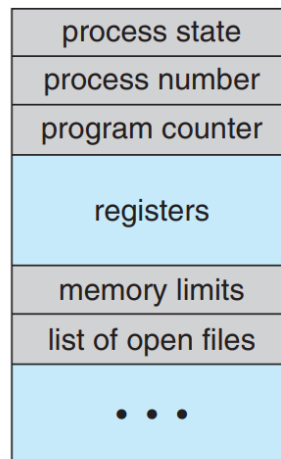 process state
process number
program counter
registers
memory limits
list of open files
• • •